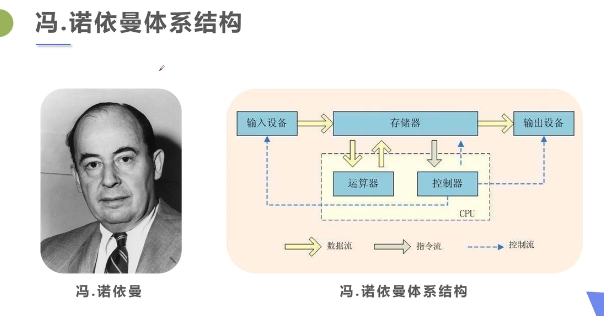 冯.诺依曼体系结构
输入设备
存储器
输出设备
运算器
控制器
CPU
数据流
指令流
控制流
冯.诺依曼
冯.诺依曼体系结构